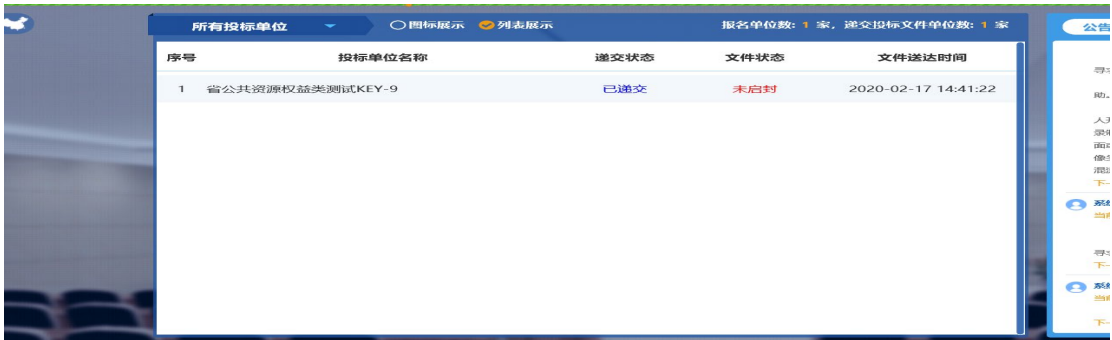 所有投标单位 图标展示 列表展示 报名单位数: 1 家, 递交投标文件单位数: 1 家
序号 投标单位名称 递交状态 文件状态 文件送达时间
1 省公共资源权益类测试KEY-9 已递交 未启封 2020-02-17 14:41:22
公告
助。